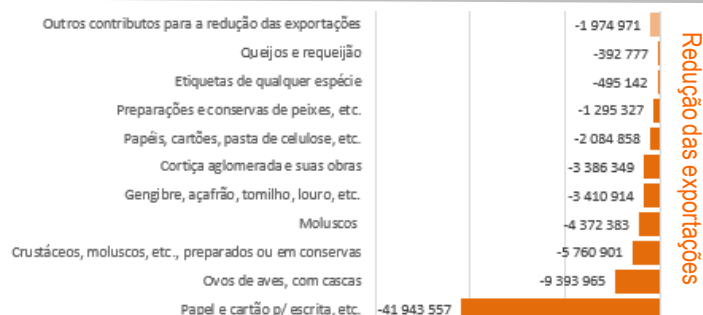 Outros contributos para a redução das exportações -1 974 971
Queijos e requeijão -392 777
Etiquetas de qualquer espécie -495 142
Preparações e conservas de peixes, etc. -1 295 327
Papéis, cartões, pasta de celulose, etc. -2 084 858
Cortiça aglomerada e suas obras -3 386 349
Gengibre, açafrão, tomilho, louro, etc. -3 410 914
Moluscos -4 372 383
Crustáceos, moluscos, etc., preparados ou em conservas -5 760 901
Ovos de aves, com cascas -9 393 965
Papel e cartão p/ escrita, etc. -41 943 557
Redução das exportações